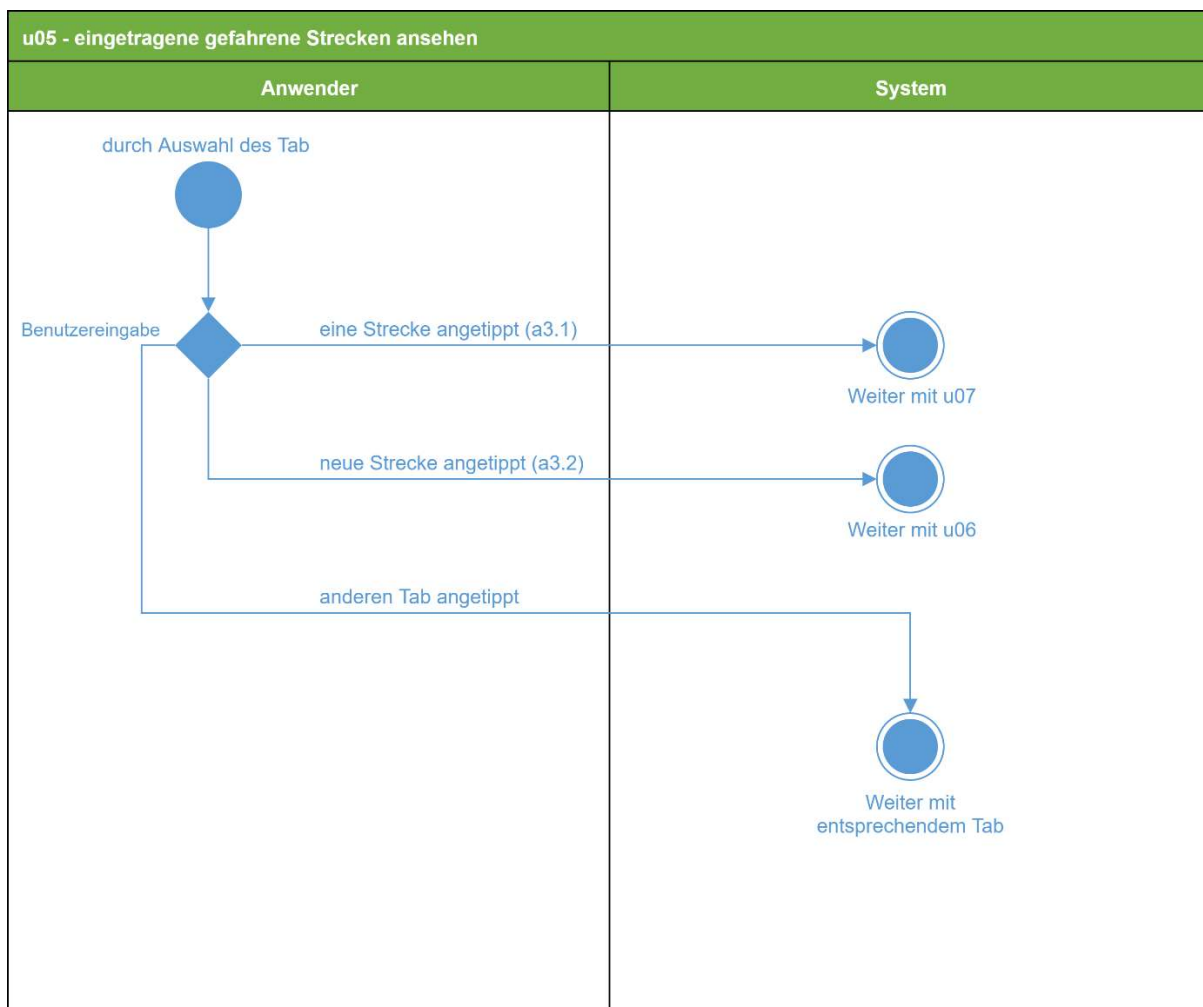 u05 - eingetragene gefahrene Strecken ansehen
Anwender
System
durch Auswahl des Tab
Benutzereingabe
eine Strecke angetippt (a3.1)
Weiter mit u07
neue Strecke angetippt (a3.2)
Weiter mit u06
anderen Tab angetippt
Weiter mit
entsprechendem Tab